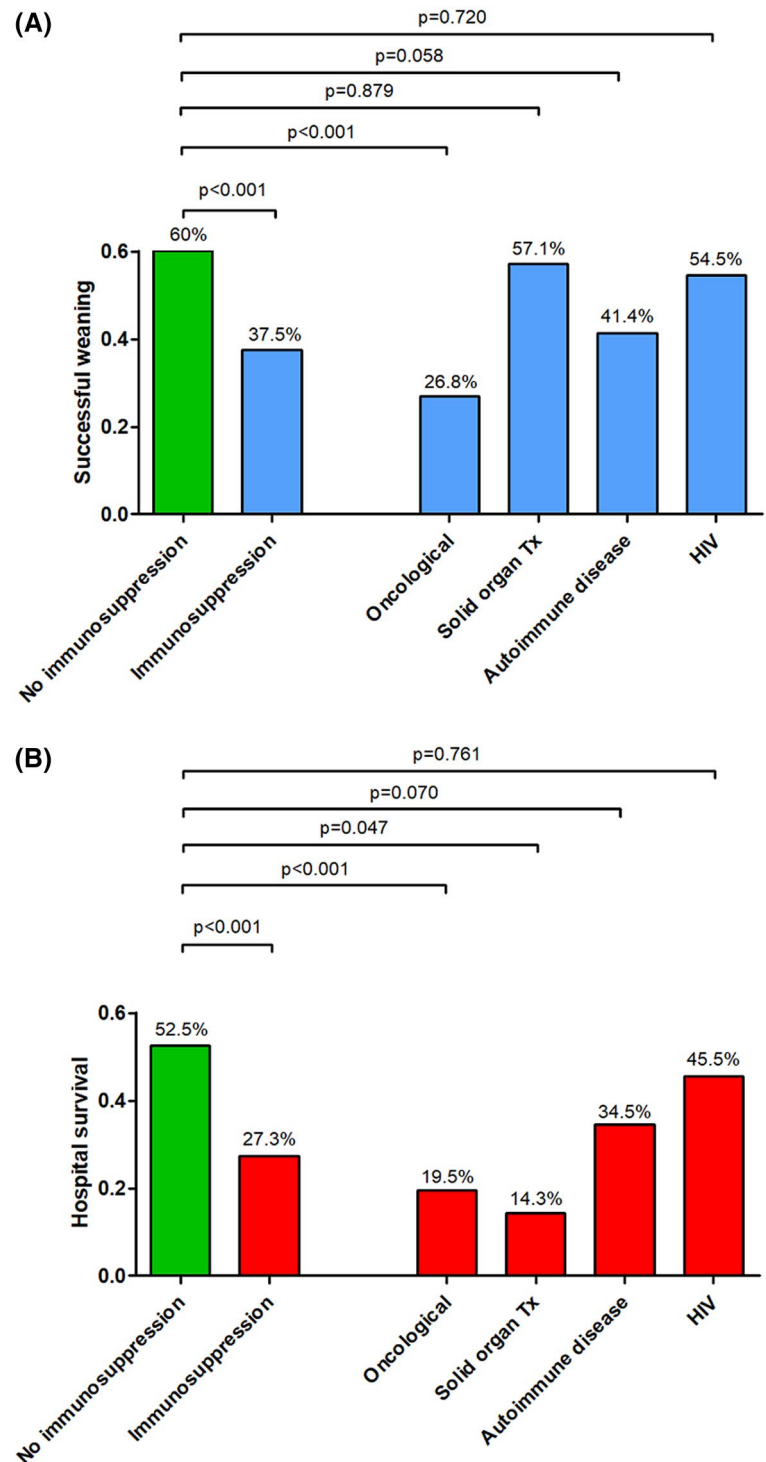 (A)
p=0.720
p=0.058
p=0.879
p<0.001
p<0.001
60%
37.5%
26.8%
57.1%
41.4%
54.5%
Successful weaning
0.6
0.4
0.2
0.0
No immunosuppression
Immunosuppression
Oncological
Solid organ Tx
Autoimmune disease
HIV
(B)
p=0.761
p=0.070
p=0.047
p<0.001
p<0.001
52.5%
27.3%
19.5%
14.3%
34.5%
45.5%
Hospital survival
0.6
0.4
0.2
0.0
No immunosuppression
Immunosuppression
Oncological
Solid organ Tx
Autoimmune disease
HIV